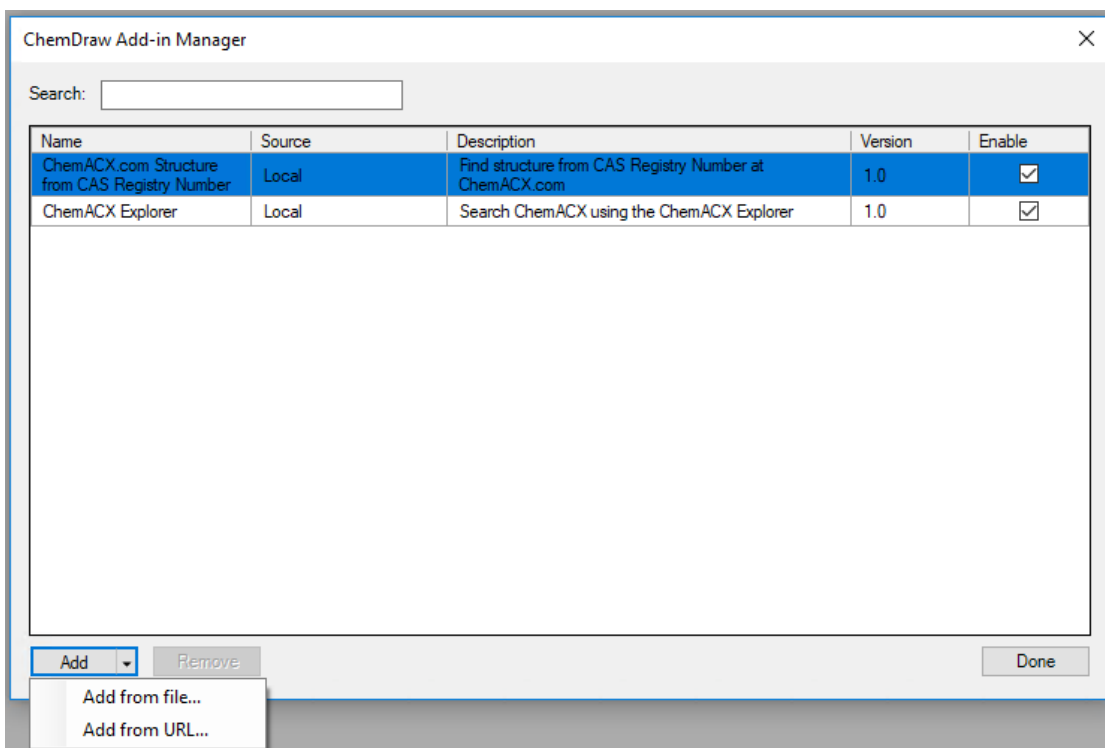 ChemDraw Add-in Manager
Search:
Name Source Description Version Enable
ChemACX.com Structure
from CAS Registry Number
Local
Find structure from CAS Registry Number at
ChemACX.com
1.0
ChemACX Explorer Local Search ChemACX using the ChemACX Explorer 1.0
Add Remove Done
Add from file...
Add from URL...